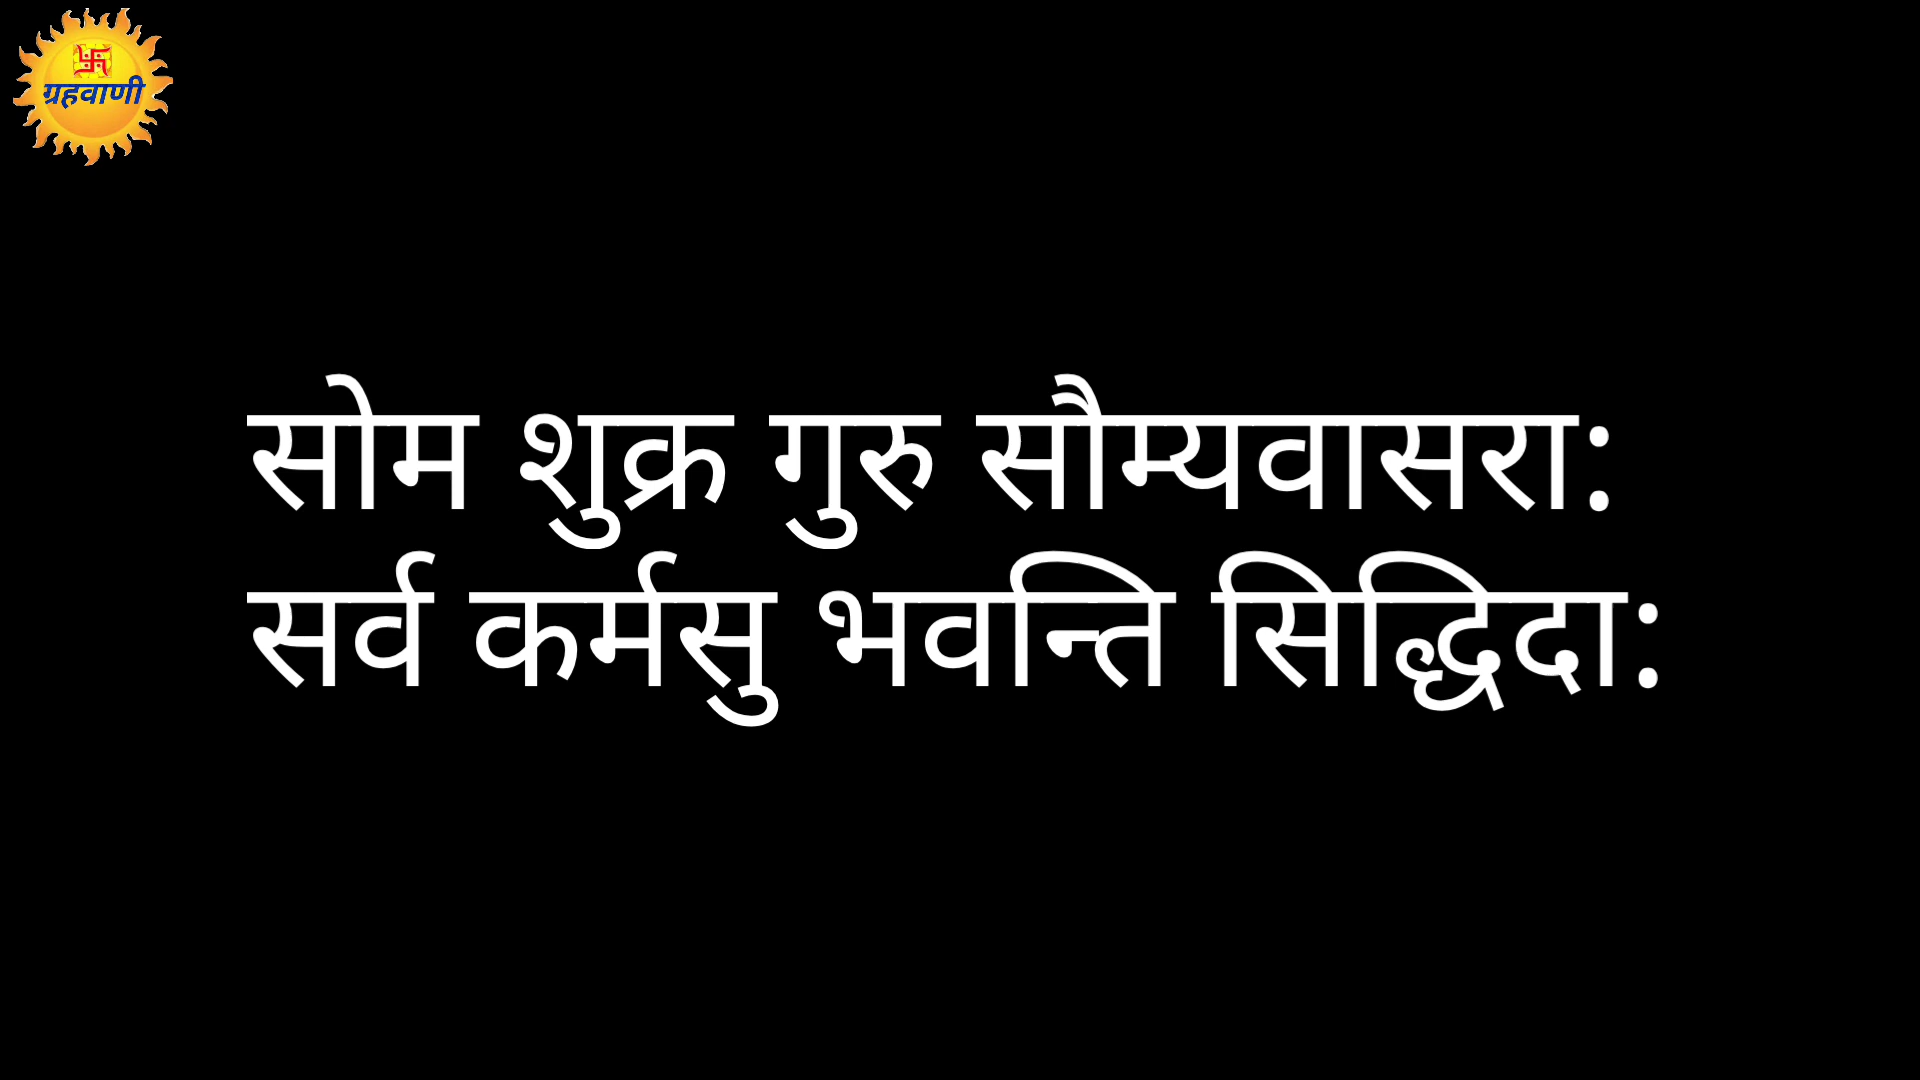 ग्रहवाणी
सोम शुक्र गुरु सौम्यवासरा:
सर्व कर्मसु भवन्ति सिद्धिदा: